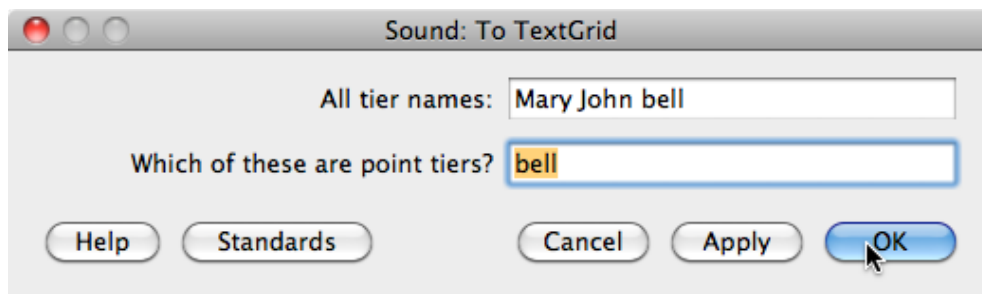 Sound: To TextGrid
All tier names: Mary John bell
Which of these are point tiers? bell
Help Standards Cancel Apply OK